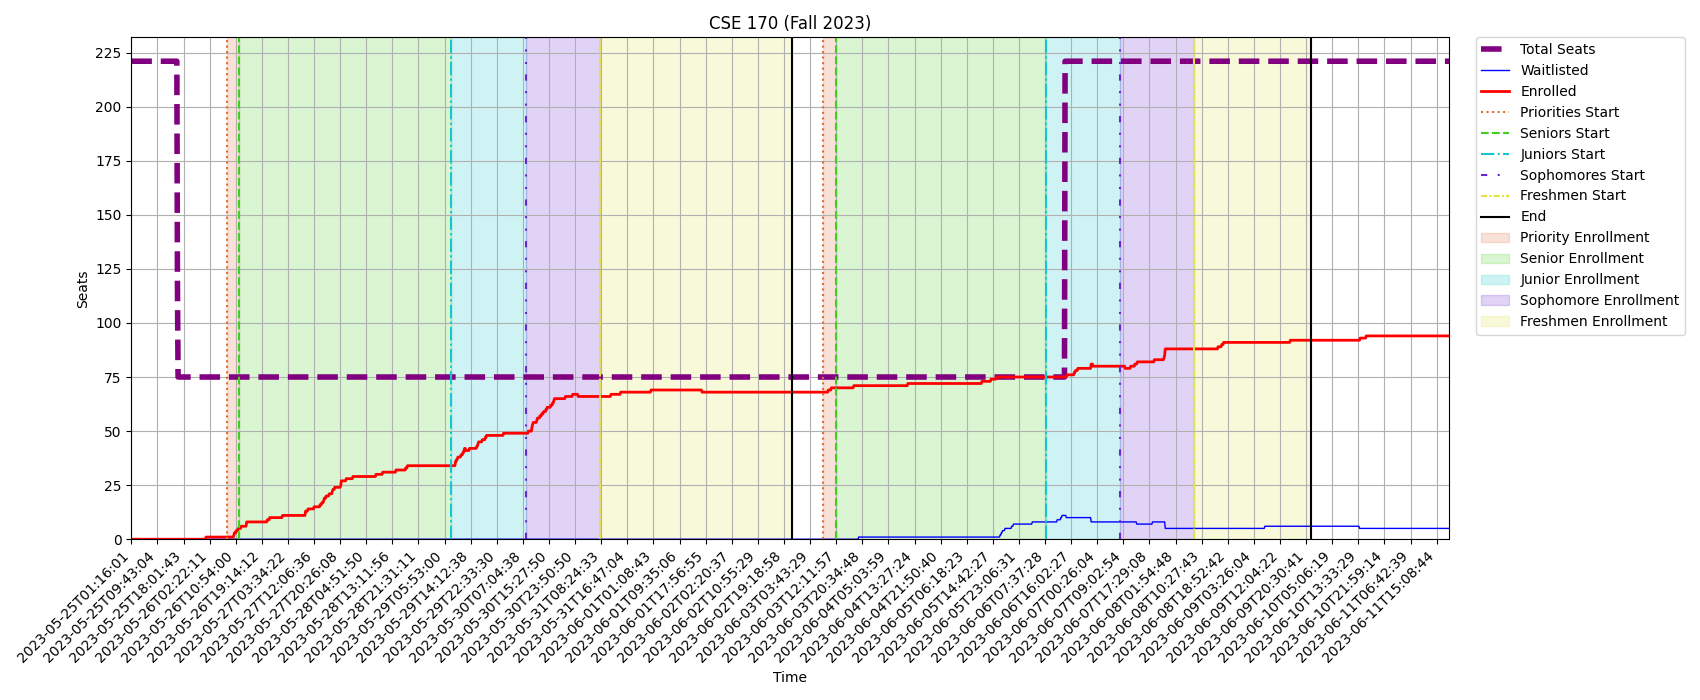 CSE 170 (Fall 2023)
225
200
175
150
125
100
75
50
25
0
Seats
2023-05-25T01:16:01
2023-05-25T09:43:04
2023-05-25T18:01:43
2023-05-26T02:22:11
2023-05-26T10:54:00
2023-05-26T19:14:12
2023-05-27T03:34:22
2023-05-27T12:06:36
2023-05-27T20:26:08
2023-05-28T04:51:50
2023-05-28T13:11:56
2023-05-28T21:31:11
2023-05-29T05:53:00
2023-05-29T14:12:38
2023-05-29T22:33:30
2023-05-30T07:04:38
2023-05-30T15:27:50
2023-05-30T23:50:50
2023-05-31T08:24:33
2023-05-31T16:47:04
2023-06-01T01:08:43
2023-06-01T09:35:06
2023-06-01T17:56:55
2023-06-02T02:20:37
2023-06-02T10:55:29
2023-06-02T19:18:58
2023-06-03T03:43:29
2023-06-03T12:11:57
2023-06-03T20:34:48
2023-06-04T05:03:59
2023-06-04T13:27:24
2023-06-04T21:50:40
2023-06-05T06:18:23
2023-06-05T14:42:27
2023-06-05T23:06:31
2023-06-06T07:37:28
2023-06-06T16:02:27
2023-06-07T00:26:04
2023-06-07T09:02:54
2023-06-07T17:29:08
2023-06-08T01:54:48
2023-06-08T10:27:43
2023-06-08T18:52:42
2023-06-09T03:26:04
2023-06-09T12:04:22
2023-06-09T20:30:41
2023-06-10T05:06:19
2023-06-10T13:33:29
2023-06-10T21:59:14
2023-06-11T06:42:39
2023-06-11T15:08:44
Time
Total Seats
Waitlisted
Enrolled
Priorities Start
Seniors Start
Juniors Start
Sophomores Start
Freshmen Start
End
Priority Enrollment
Senior Enrollment
Junior Enrollment
Sophomore Enrollment
Freshmen Enrollment